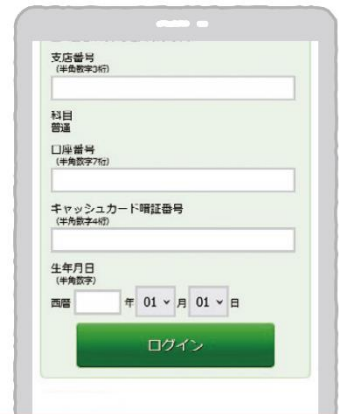 支店番号
(半角数字3桁)
科目
普通
口座番号
(半角数字7桁)
キャッシュカード暗証番号
(半角数字4桁)
生年月日
(半角数字)
西暦 年 01 月 01 日
ログイン